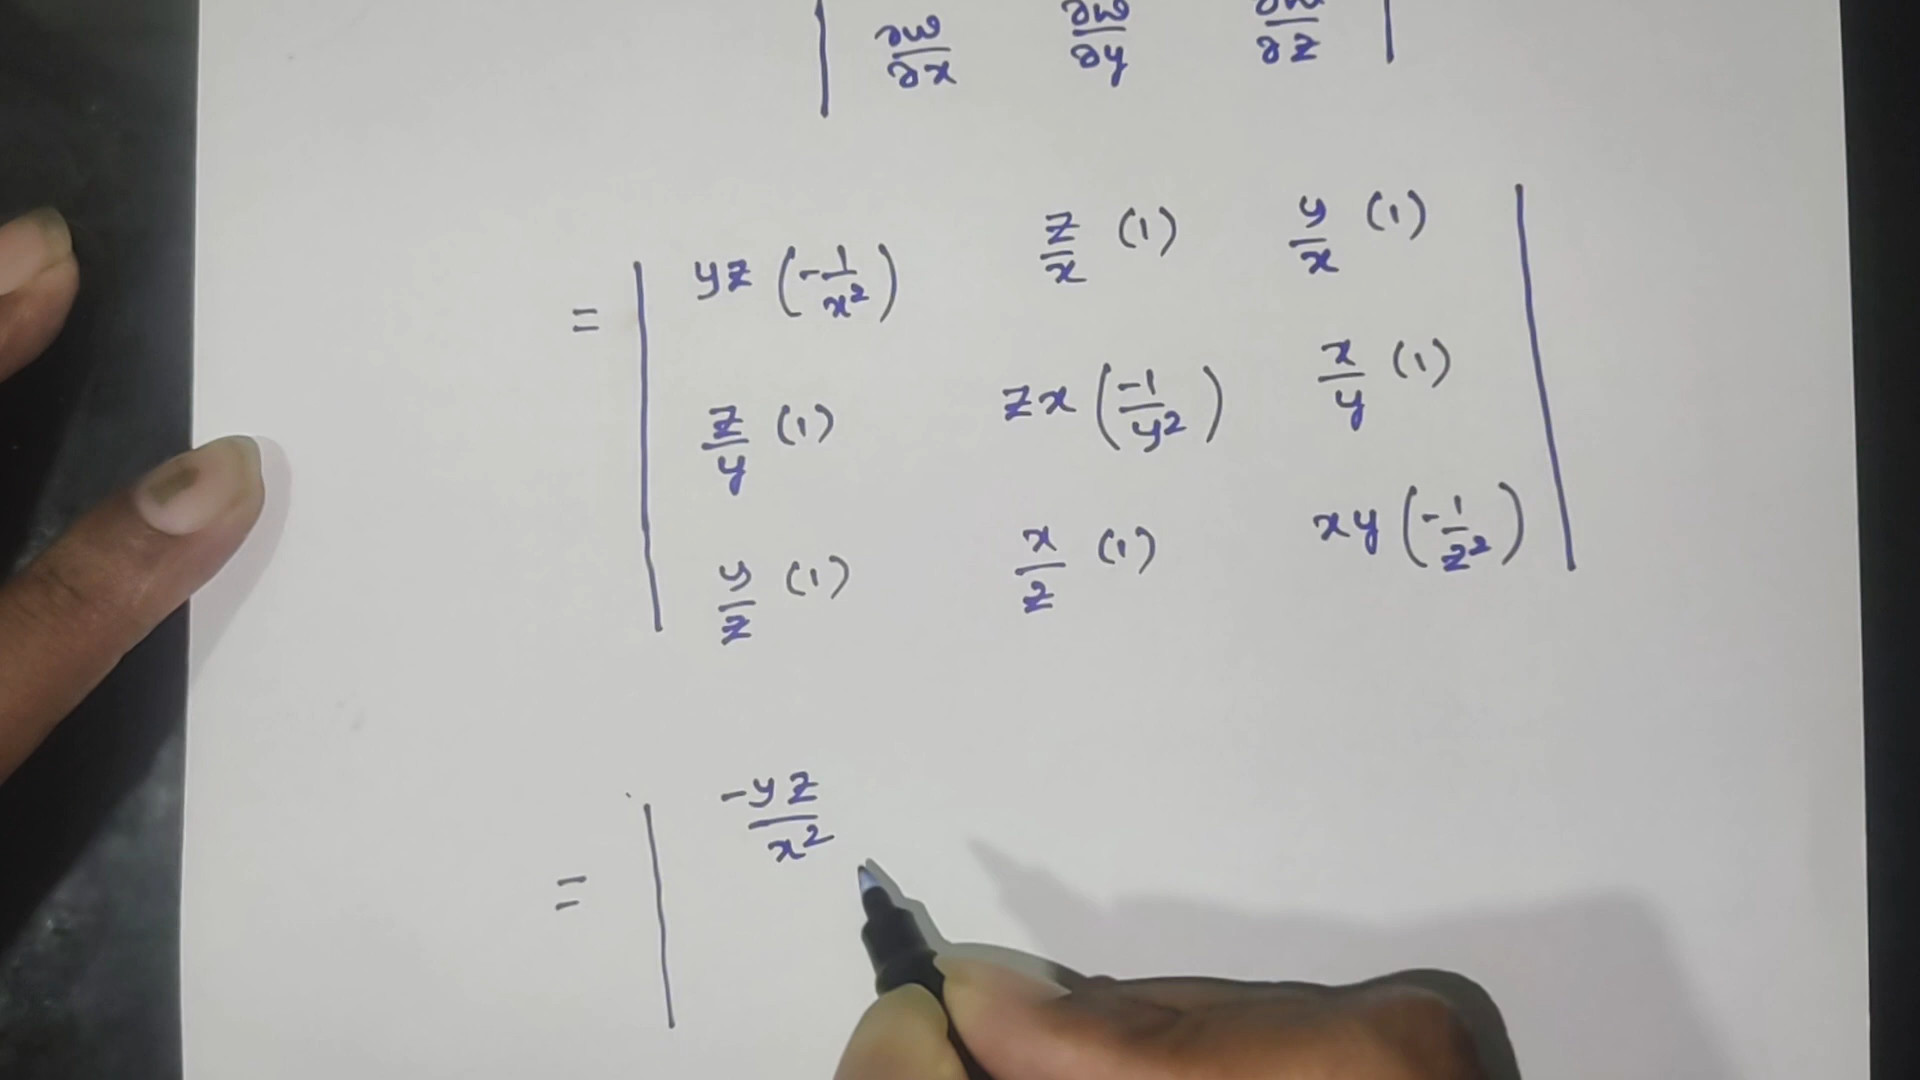 ∂w/∂x ∂w/∂y ∂w/∂z
= | yz (-1/x²) z/x (1) y/x (1) |
z/y (1) zx (-1/y²) x/y (1)
y/z (1) x/z (1) xy (-1/z²)
= | -yz/x²